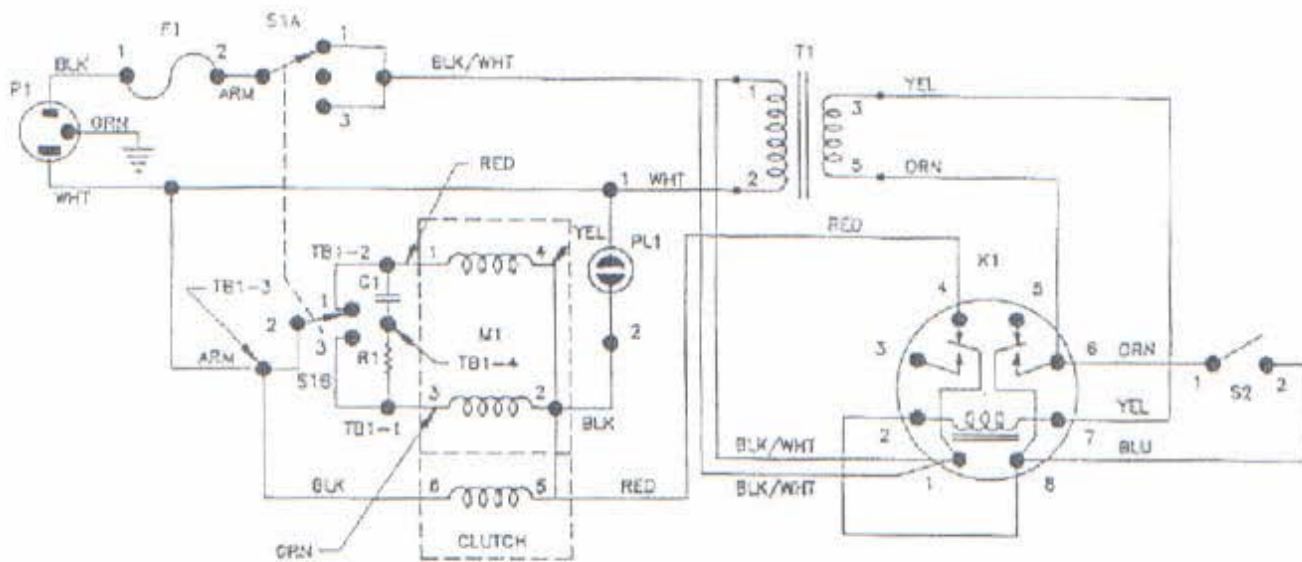 F1
S1A
1
1
2
T1
BLK
BLK/WHT
YEL
P1
ARM
1
3
GRN
3
RED
2
5
ORN
WHT
1
WHT
RED
YEL
TB1-2
1
4
PL1
K1
C1
TB1-3
4
5
1
2
M1
2
3
R1
3
6
ORN
ARM
TB1-4
1
2
S1B
S2
3
2
YEL
TB1-1
BLK
2
7
BLK/WHT
BLU
BLK
6
5
RED
BLK/WHT
1
8
CLUTCH
ORN